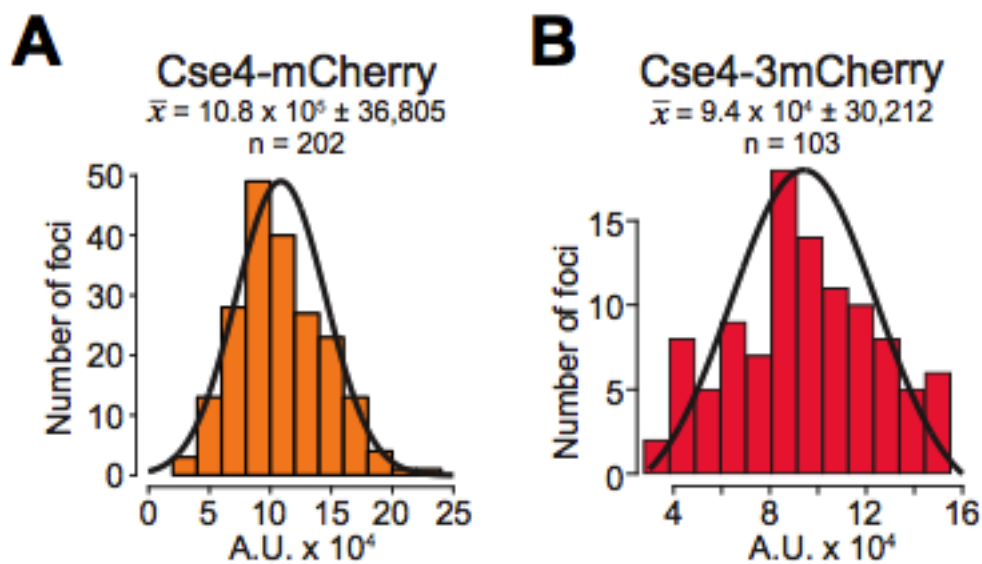 A
Cse4-mCherry
x̅ = 10.8 x 10⁵ ± 36,805
n = 202
Number of foci
50
40
30
20
10
0
0 5 10 15 20 25
A.U. x 10⁴
B
Cse4-3mCherry
x̅ = 9.4 x 10⁴ ± 30,212
n = 103
Number of foci
15
10
5
0
4 8 12 16
A.U. x 10⁴